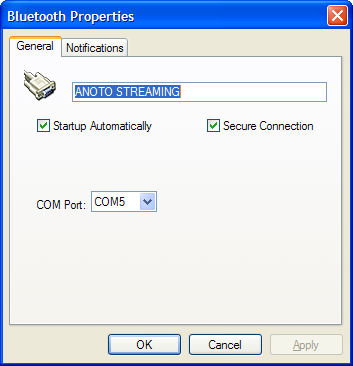 Bluetooth Properties
General Notifications
ANOTO STREAMING
Startup Automatically Secure Connection
COM Port: COM5
OK Cancel Apply